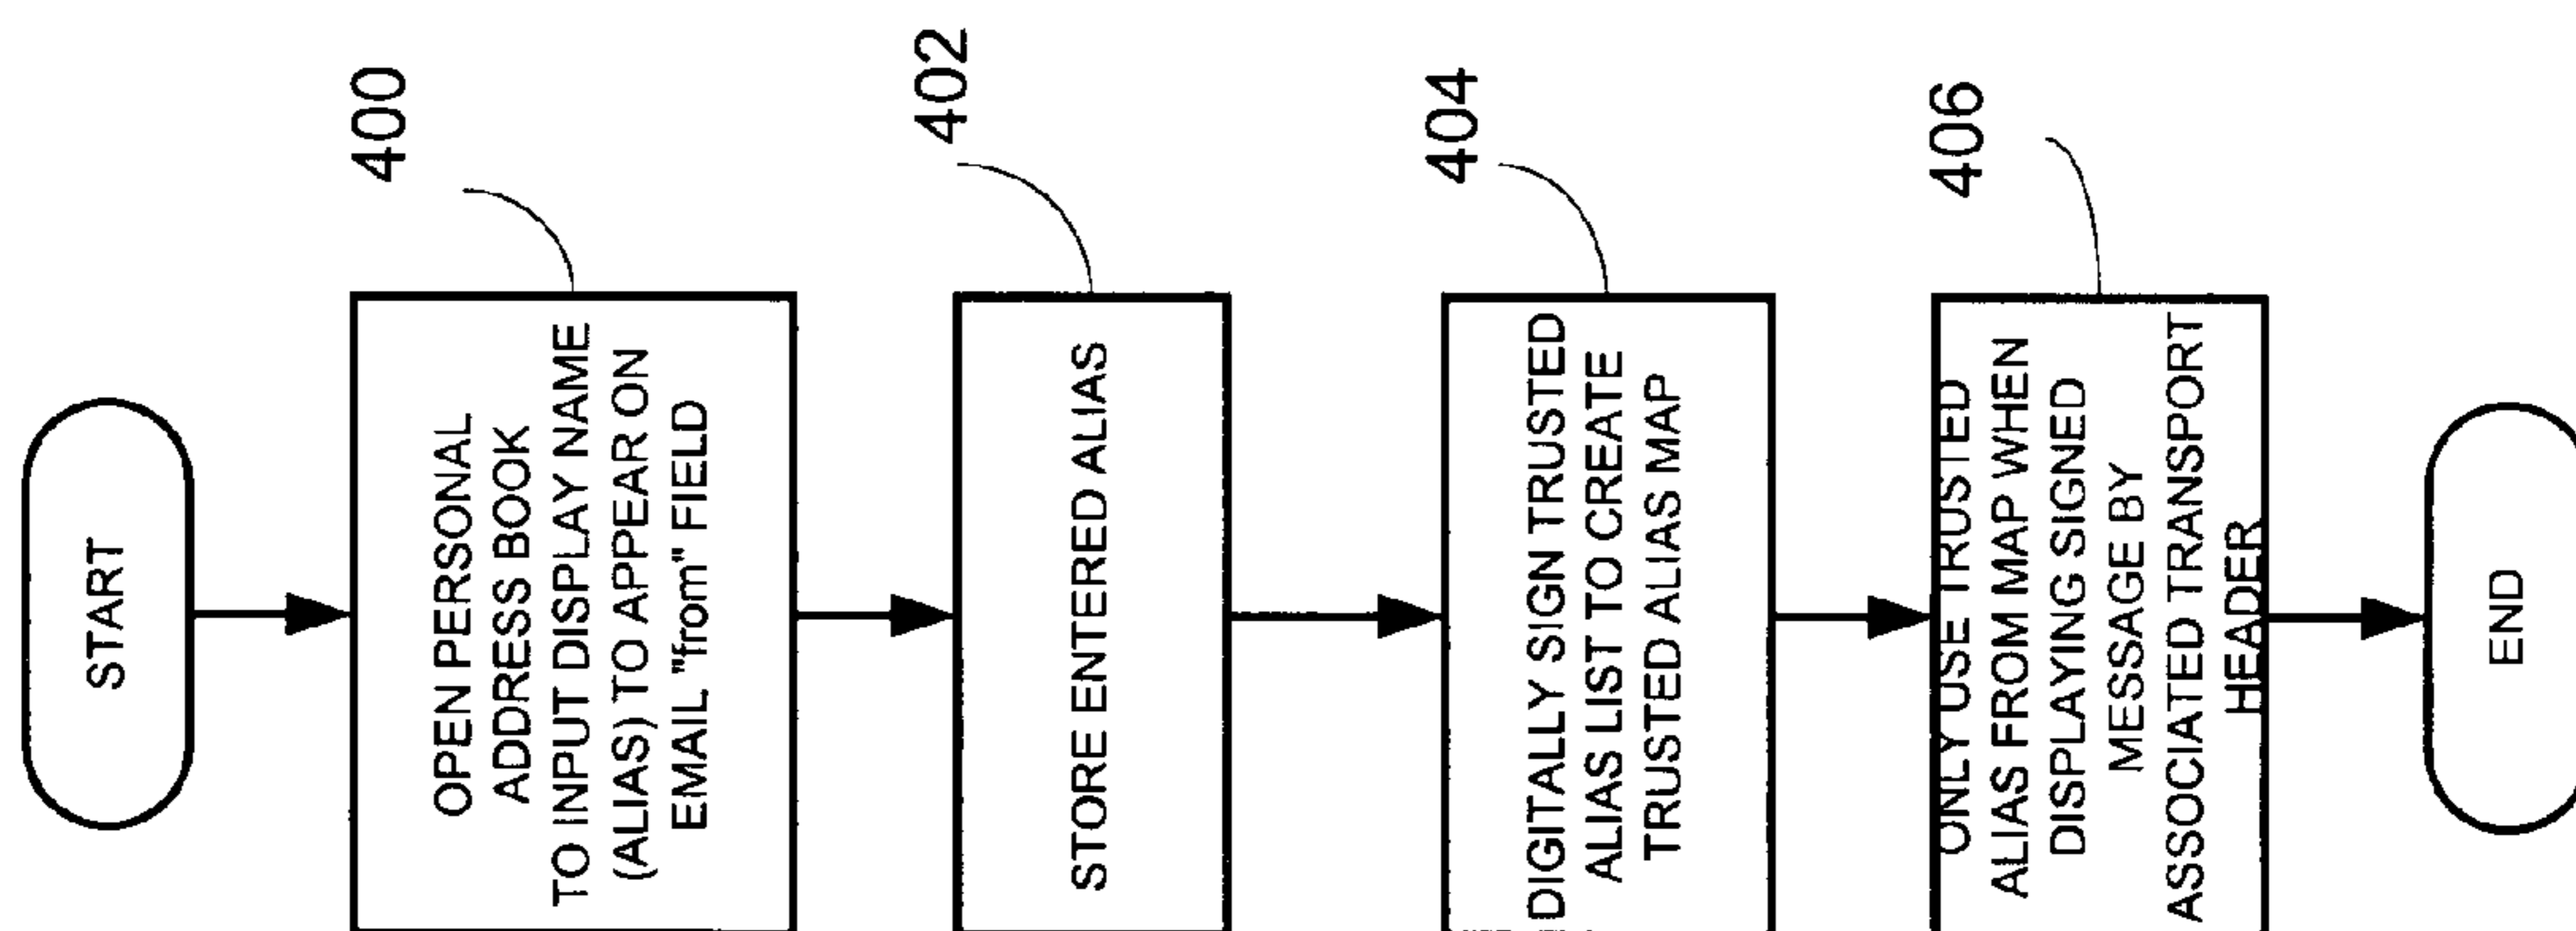 START
400
OPEN PERSONAL
ADDRESS BOOK
TO INPUT DISPLAY NAME
(ALIAS) TO APPEAR ON
EMAIL "from" FIELD
402
STORE ENTERED ALIAS
404
DIGITALLY SIGN TRUSTED
ALIAS LIST TO CREATE
TRUSTED ALIAS MAP
406
ONLY USE TRUSTED
ALIAS FROM MAP WHEN
DISPLAYING SIGNED
MESSAGE BY
ASSOCIATED TRANSPORT
HEADER
END